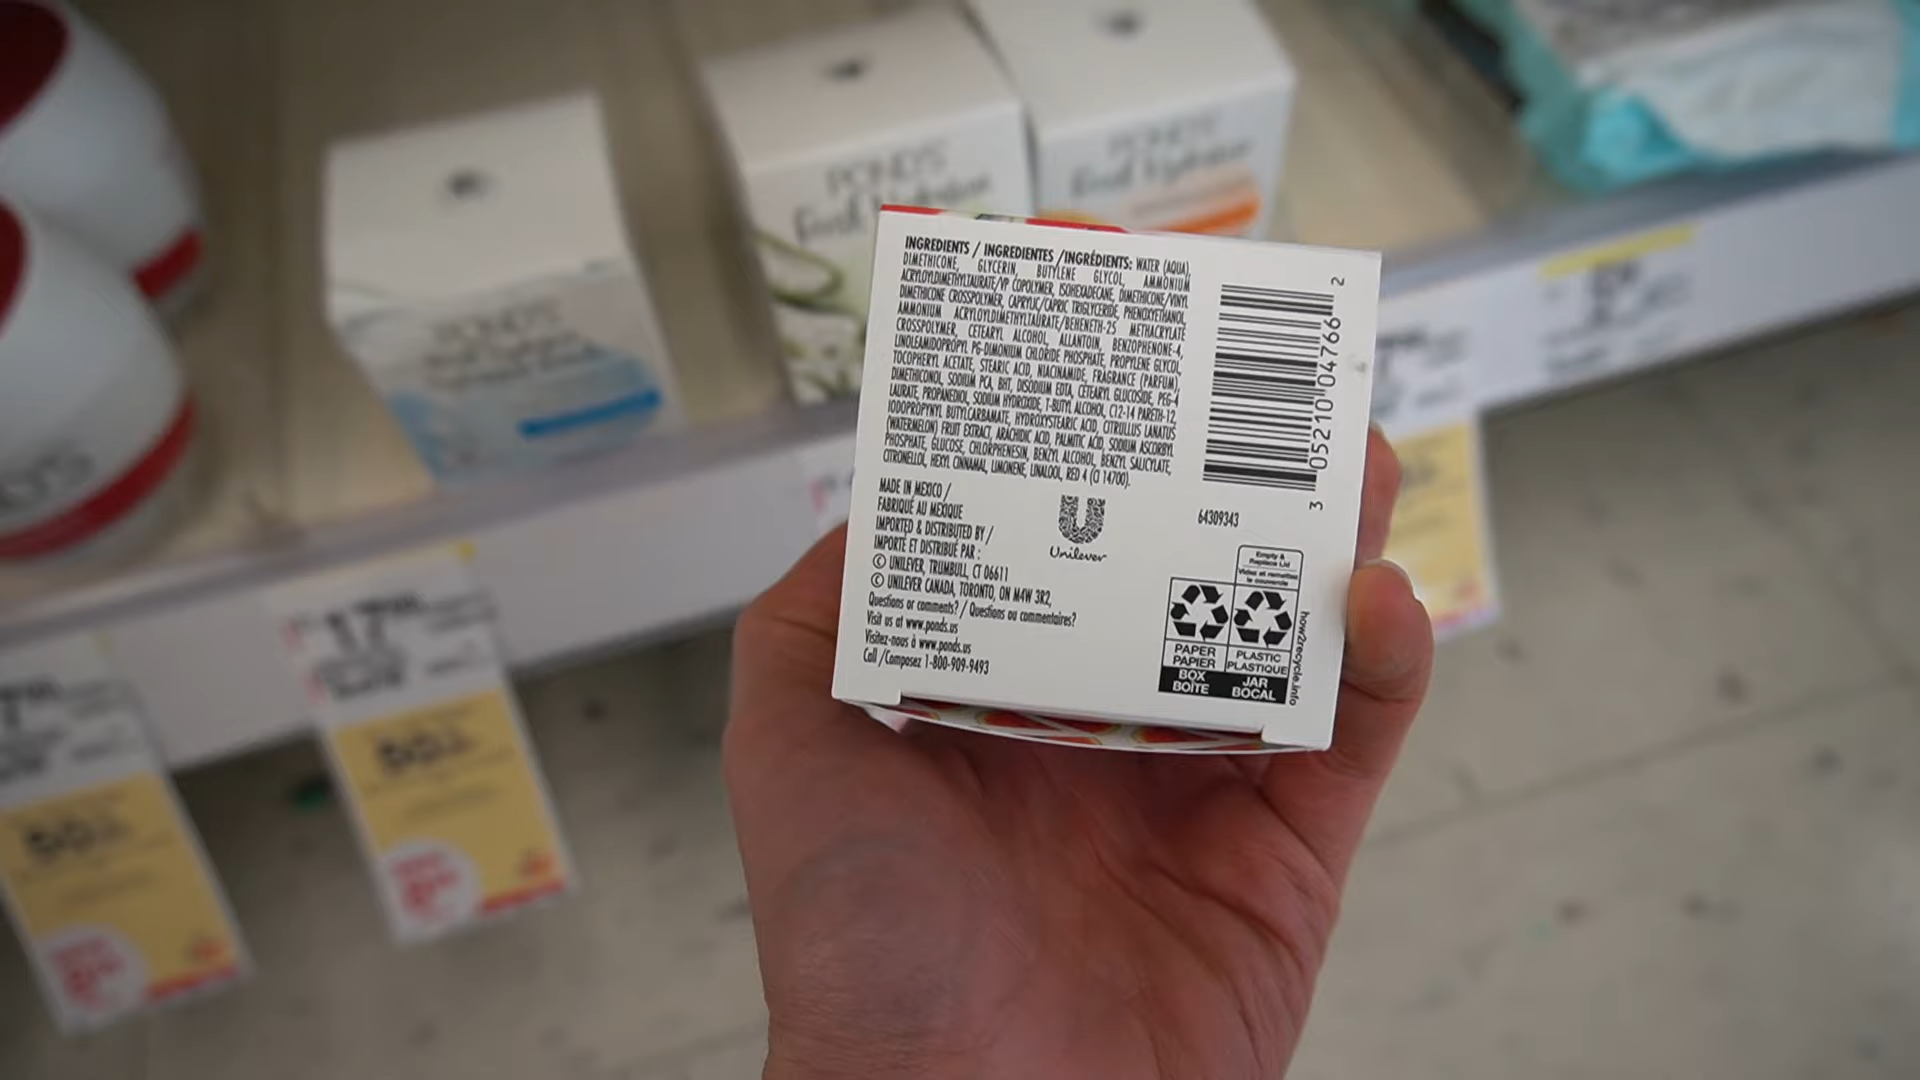 POND'S
POND'S
INGREDIENTS / INGREDIENTES /INGRÉDIENTS: WATER (AQUA),
DIMETHICONE, GLYCERIN, BUTYLENE GLYCOL, AMMONIUM
ACRYLOYLDIMETHYLTAURATE/VP COPOLYMER, ISOHEXADECANE, DIMETHICONE/VINYL
DIMETHICONE CROSSPOLYMER, CAPRYLIC/CAPRIC TRIGLYCERIDE, PHENOXYETHANOL,
AMMONIUM ACRYLOYLDIMETHYLTAURATE/BEHENETH-25 METHACRYLATE
CROSSPOLYMER, CETEARYL ALCOHOL, ALLANTOIN, BENZOPHENONE-4,
LINOLEAMIDOPROPYL PG-DIMONIUM CHLORIDE PHOSPHATE, PROPYLENE GLYCOL,
TOCOPHERYL ACETATE, STEARIC ACID, NIACINAMIDE, FRAGRANCE (PARFUM),
DIMETHICONOL, SODIUM PCA, BHT, DISODIUM EDTA, CETEARYL GLUCOSIDE, PEG-4
LAURATE, PROPANEDIOL, SODIUM HYDROXIDE, T-BUTYL ALCOHOL, C12-14 PARETH-12,
IODOPROPYNYL BUTYLCARBAMATE, HYDROXYSTEARIC ACID, CITRULLUS LANATUS
(WATERMELON) FRUIT EXTRACT, ARACHIDIC ACID, PALMITIC ACID, SODIUM ASCORBYL
PHOSPHATE, GLUCOSE, CHLORPHENESIN, BENZYL ALCOHOL, BENZYL SALICYLATE,
CITRONELLOL, HEXYL CINNAMAL, LIMONENE, LINALOOL, RED 4 (CI 14700).
MADE IN MEXICO /
FABRIQUÉ AU MEXIQUE
IMPORTED & DISTRIBUTED BY /
IMPORTÉ ET DISTRIBUÉ PAR :
© UNILEVER, TRUMBULL, CT 06611
© UNILEVER CANADA, TORONTO, ON M4W 3R2,
Questions or comments? / Questions ou commentaires?
Visit us at www.ponds.us
Visitez-nous à www.ponds.us
Call /Composez 1-800-909-9493
Unilever
3 05210 04766 2
64309343
Empty &
Replace Lid
Videz et remettez
le couvercle
PAPER
PAPIER
BOX
BOÎTE
PLASTIC
PLASTIQUE
JAR
BOCAL
how2recycle.info